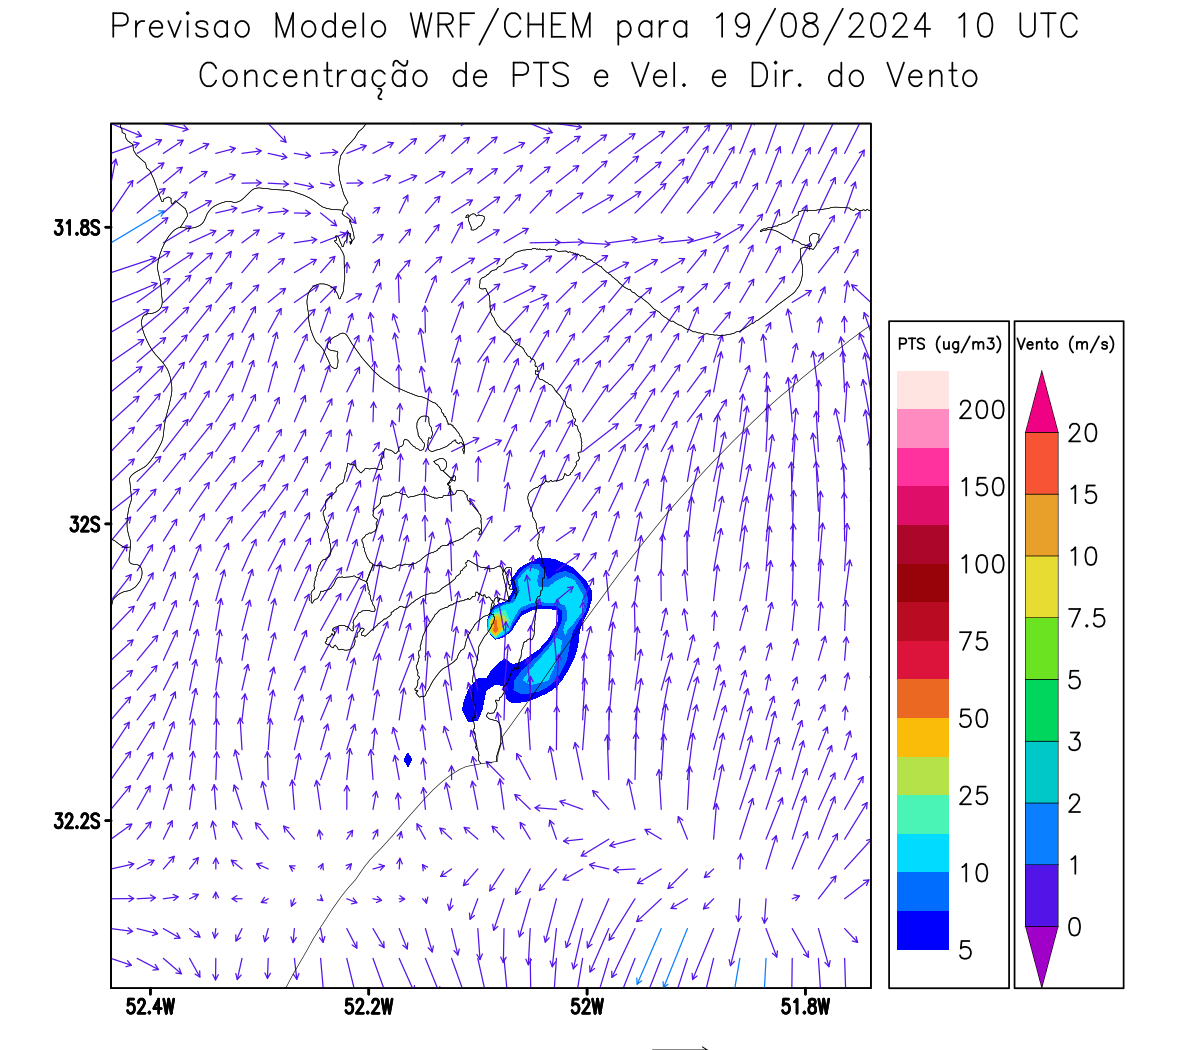 Previsao Modelo WRF/CHEM para 19/08/2024 10 UTC
Concentração de PTS e Vel. e Dir. do Vento
31.8S
32S
32.2S
52.4W 52.2W 52W 51.8W
PTS (ug/m3)
200
150
100
75
50
25
10
5
Vento (m/s)
20
15
10
7.5
5
3
2
1
0